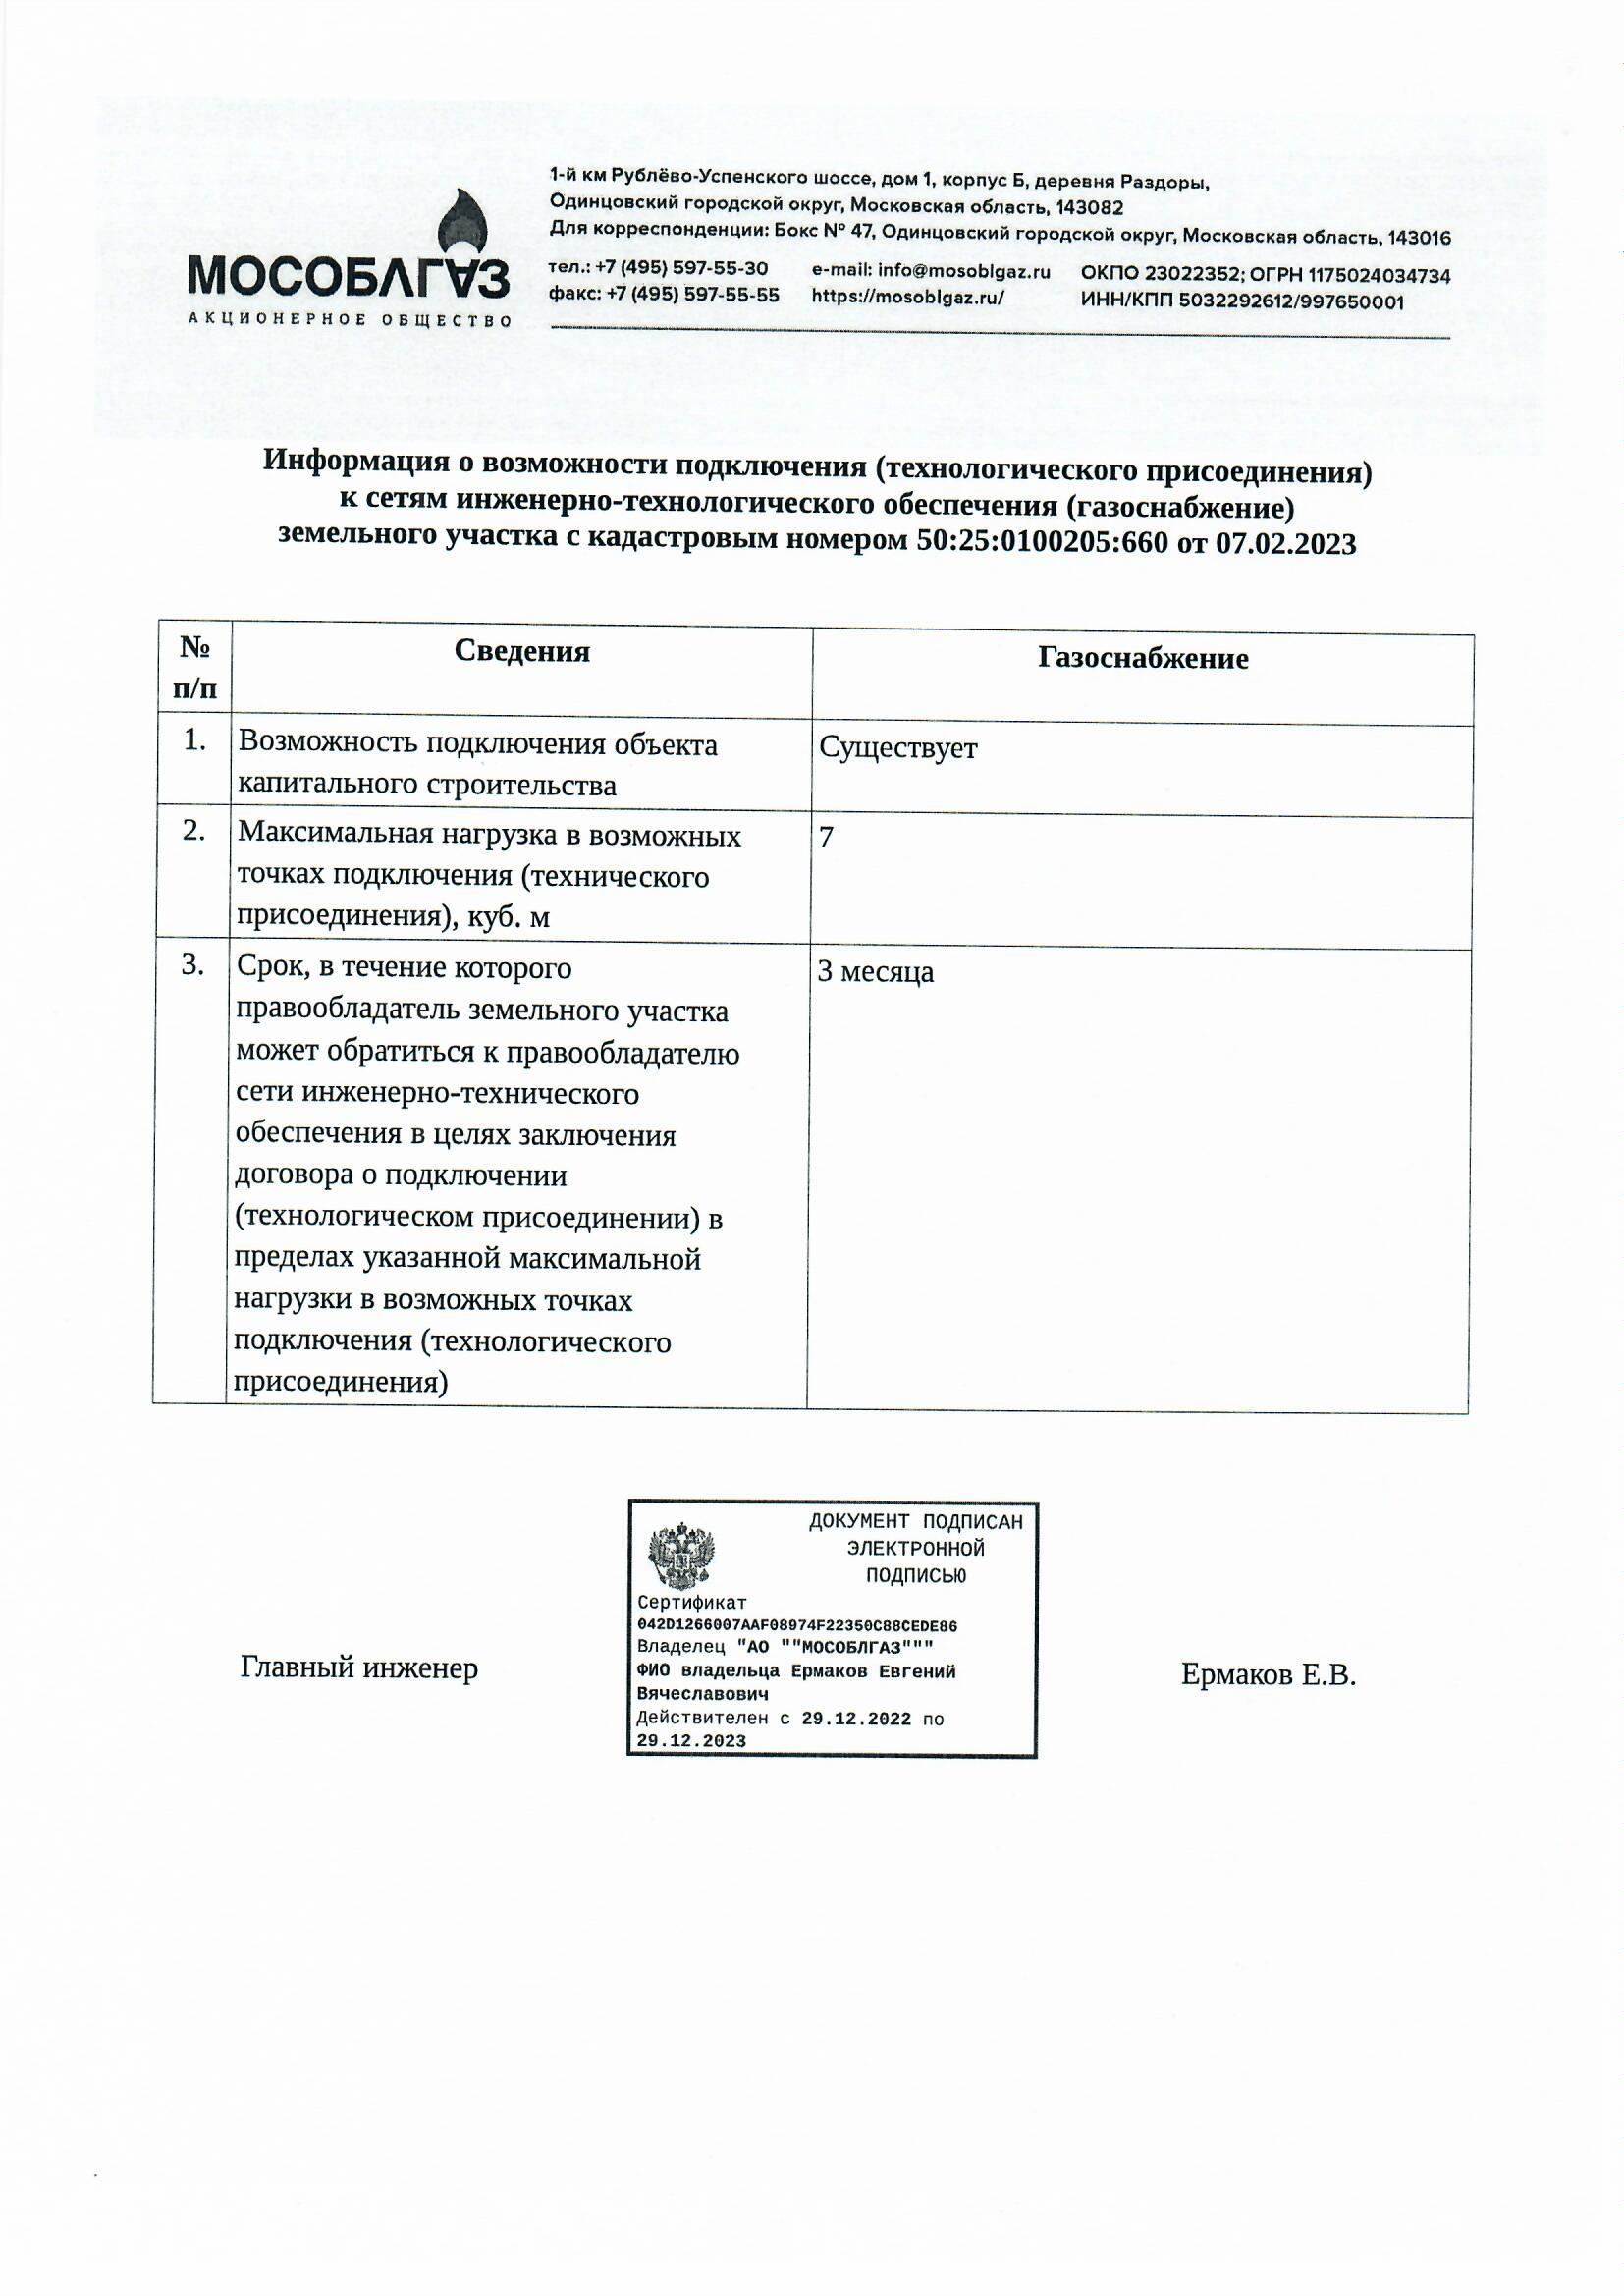 1-й км Рублёво-Успенского шоссе, дом 1, корпус Б, деревня Раздоры,
Одинцовский городской округ, Московская область, 143082
Для корреспонденции: Бокс № 47, Одинцовский городской округ, Московская область, 143016
МОСОБЛГАЗ
АКЦИОНЕРНОЕ ОБЩЕСТВО
тел.: +7 (495) 597-55-30 e-mail: info@mosoblgaz.ru ОКПО 23022352; ОГРН 1175024034734
факс: +7 (495) 597-55-55 https://mosoblgaz.ru/ ИНН/КПП 5032292612/997650001
Информация о возможности подключения (технологического присоединения)
к сетям инженерно-технологического обеспечения (газоснабжение)
земельного участка с кадастровым номером 50:25:0100205:660 от 07.02.2023
№
п/п
Сведения
Газоснабжение
1.
Возможность подключения объекта
капитального строительства
Существует
2.
Максимальная нагрузка в возможных
точках подключения (технического
присоединения), куб. м
7
3.
Срок, в течение которого
правообладатель земельного участка
может обратиться к правообладателю
сети инженерно-технического
обеспечения в целях заключения
договора о подключении
(технологическом присоединении) в
пределах указанной максимальной
нагрузки в возможных точках
подключения (технологического
присоединения)
3 месяца
Главный инженер
ДОКУМЕНТ ПОДПИСАН
ЭЛЕКТРОННОЙ
ПОДПИСЬЮ
Сертификат
042D1266007AAF08974F22350C88CEDE86
Владелец "АО ""МОСОБЛГАЗ"""
ФИО владельца Ермаков Евгений
Вячеславович
Действителен с 29.12.2022 по
29.12.2023
Ермаков Е.В.